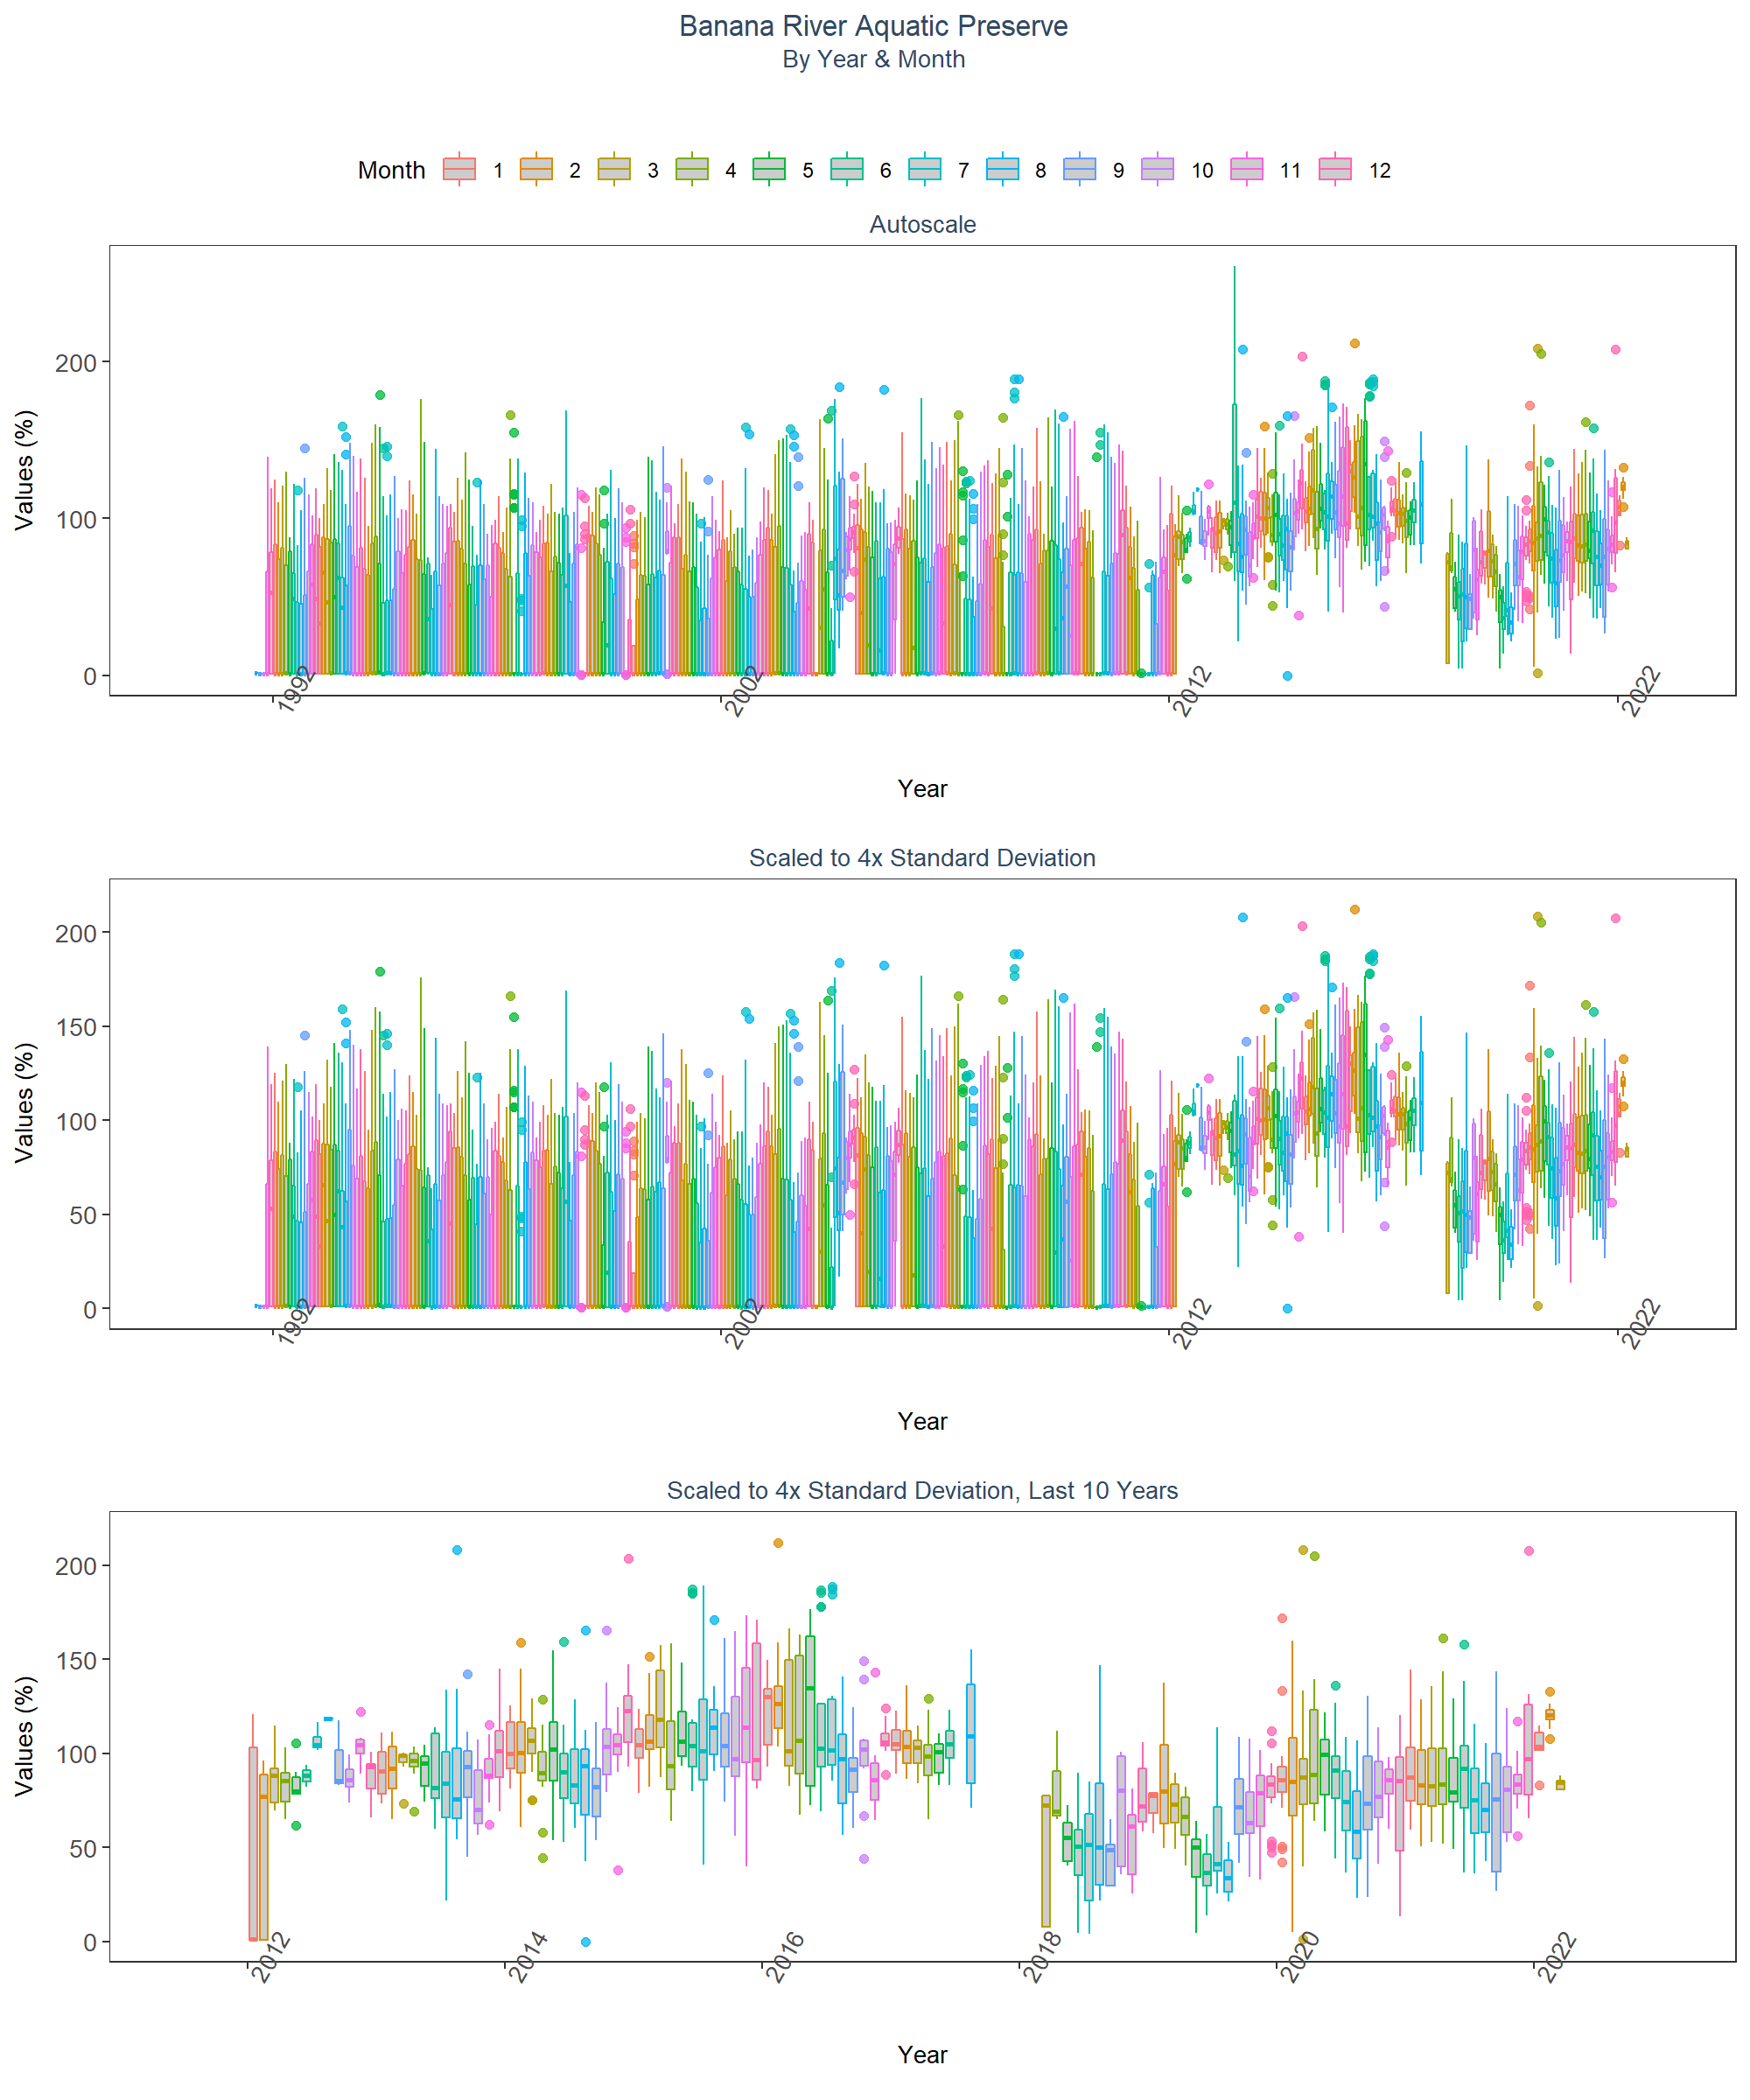 Banana River Aquatic Preserve
By Year & Month
Month 1 2 3 4 5 6 7 8 9 10 11 12
Autoscale
Values (%)
200
100
0
1992 2002 2012 2022
Year
Scaled to 4x Standard Deviation
Values (%)
200
150
100
50
0
1992 2002 2012 2022
Year
Scaled to 4x Standard Deviation, Last 10 Years
Values (%)
200
150
100
50
0
2012 2014 2016 2018 2020 2022
Year